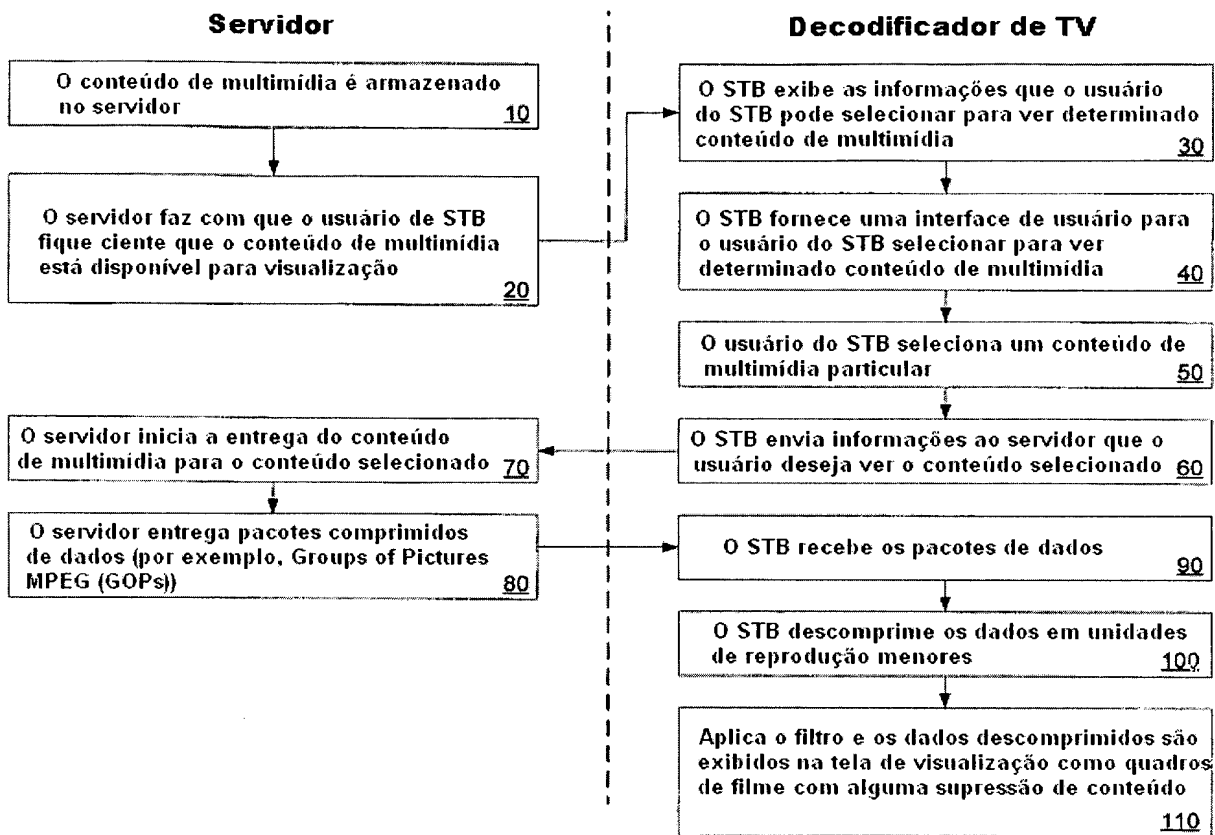 Servidor
O conteúdo de multimídia é armazenado
no servidor
10
O servidor faz com que o usuário de STB
fique ciente que o conteúdo de multimídia
está disponível para visualização
20
Decodificador de TV
O STB exibe as informações que o usuário
do STB pode selecionar para ver determinado
conteúdo de multimídia
30
O STB fornece uma interface de usuário para
o usuário do STB selecionar para ver
determinado conteúdo de multimídia
40
O usuário do STB seleciona um conteúdo de
multimídia particular
50
O STB envia informações ao servidor que o
usuário deseja ver o conteúdo selecionado
60
O servidor inicia a entrega do conteúdo
de multimídia para o conteúdo selecionado
70
O servidor entrega pacotes comprimidos
de dados (por exemplo, Groups of Pictures
MPEG (GOPs))
80
O STB recebe os pacotes de dados
90
O STB descomprime os dados em unidades
de reprodução menores
100
Aplica o filtro e os dados descomprimidos são
exibidos na tela de visualização como quadros
de filme com alguma supressão de conteúdo
110